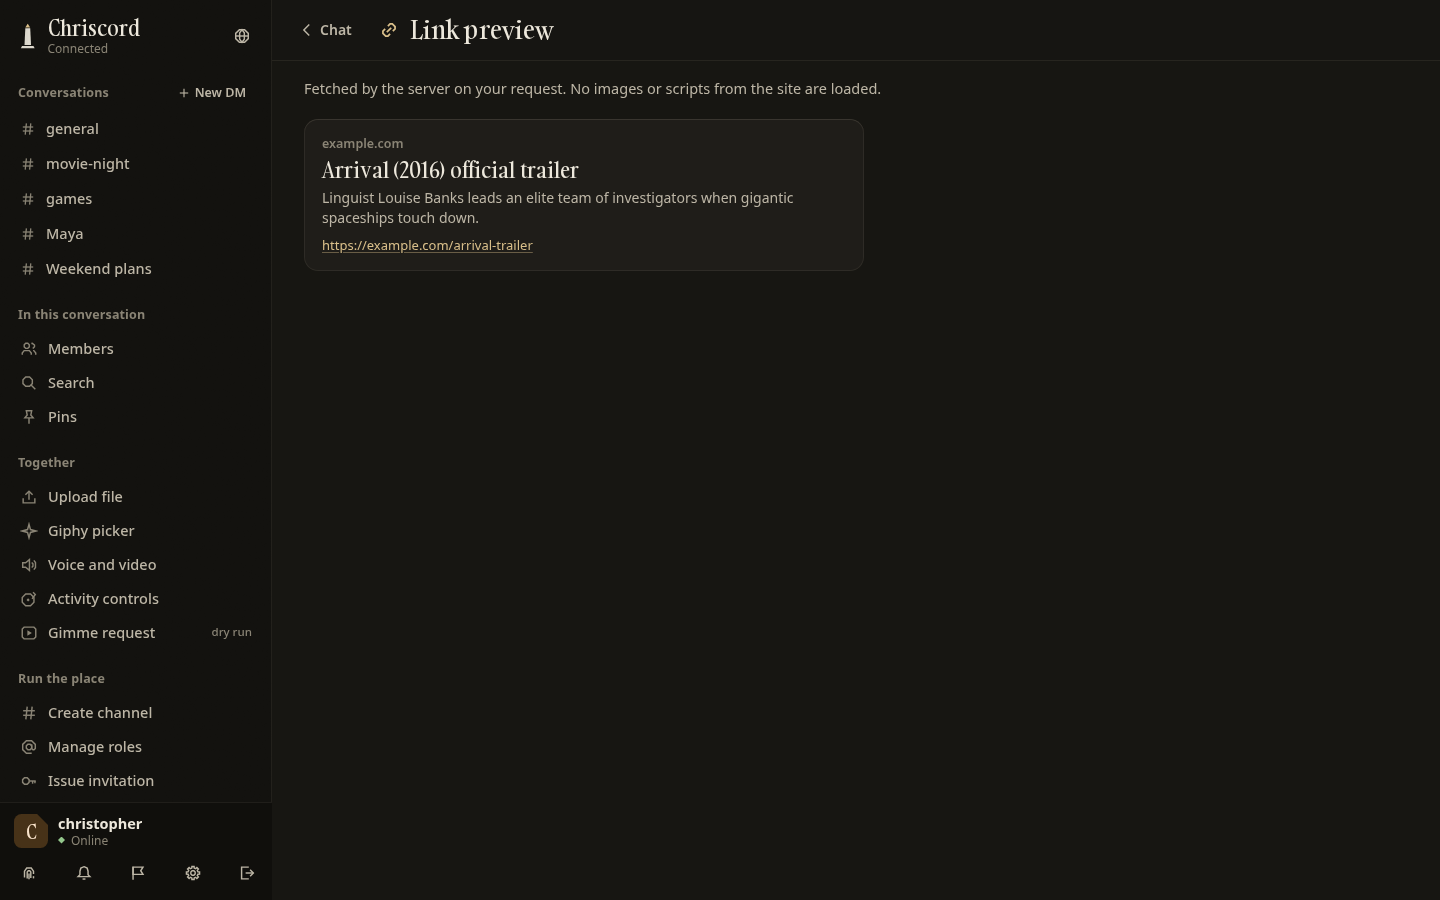 Chriscord
Connected
Conversations
+ New DM
# general
# movie-night
# games
# Maya
# Weekend plans
In this conversation
Members
Search
Pins
Together
Upload file
Giphy picker
Voice and video
Activity controls
Gimme request dry run
Run the place
# Create channel
Manage roles
Issue invitation
C
christopher
Online
Chat
Link preview
Fetched by the server on your request. No images or scripts from the site are loaded.
example.com
Arrival (2016) official trailer
Linguist Louise Banks leads an elite team of investigators when gigantic
spaceships touch down.
https://example.com/arrival-trailer